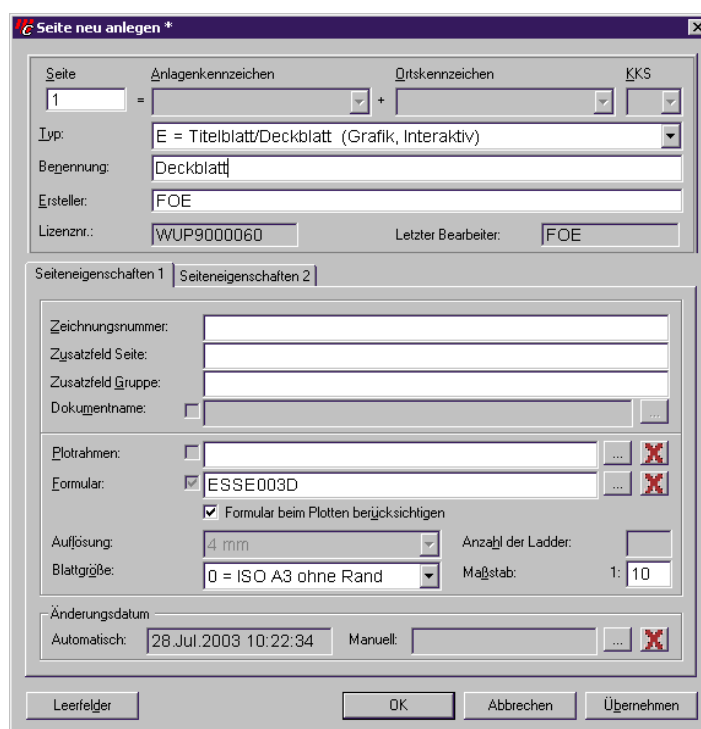 Seite neu anlegen *
Seite Anlagenkennzeichen Ortskennzeichen KKS
1 = +
Typ: E = Titelblatt/Deckblatt (Grafik, Interaktiv)
Benennung: Deckblatt
Ersteller: FOE
Lizenznr.: WUP9000060 Letzter Bearbeiter: FOE
Seiteneigenschaften 1 Seiteneigenschaften 2
Zeichnungsnummer:
Zusatzfeld Seite:
Zusatzfeld Gruppe:
Dokumentname: ...
Plotrahmen: ...
Formular: ESSE003D ...
Formular beim Plotten berücksichtigen
Auflösung: 4 mm Anzahl der Ladder:
Blattgröße: 0 = ISO A3 ohne Rand Maßstab: 1: 10
Änderungsdatum
Automatisch: 28.Jul.2003 10:22:34 Manuell: ...
Leerfelder OK Abbrechen Übernehmen